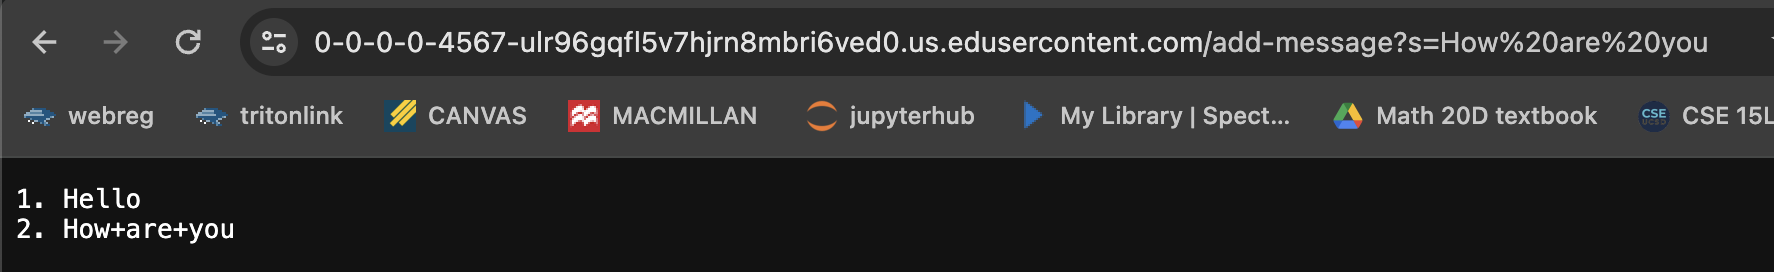 0-0-0-0-4567-ulr96gqfl5v7hjrn8mbri6ved0.us.edusercontent.com/add-message?s=How%20are%20you
webreg tritonlink CANVAS MACMILLAN jupyterhub My Library | Spect... Math 20D textbook CSE UCSD CSE 15L
1. Hello
2. How+are+you